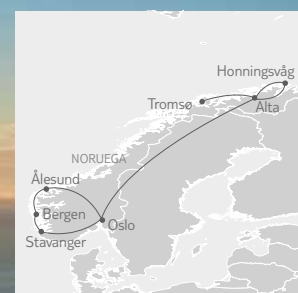 Honningsvåg
Tromsø
Alta
NORUEGA
Ålesund
Bergen
Oslo
Stavanger